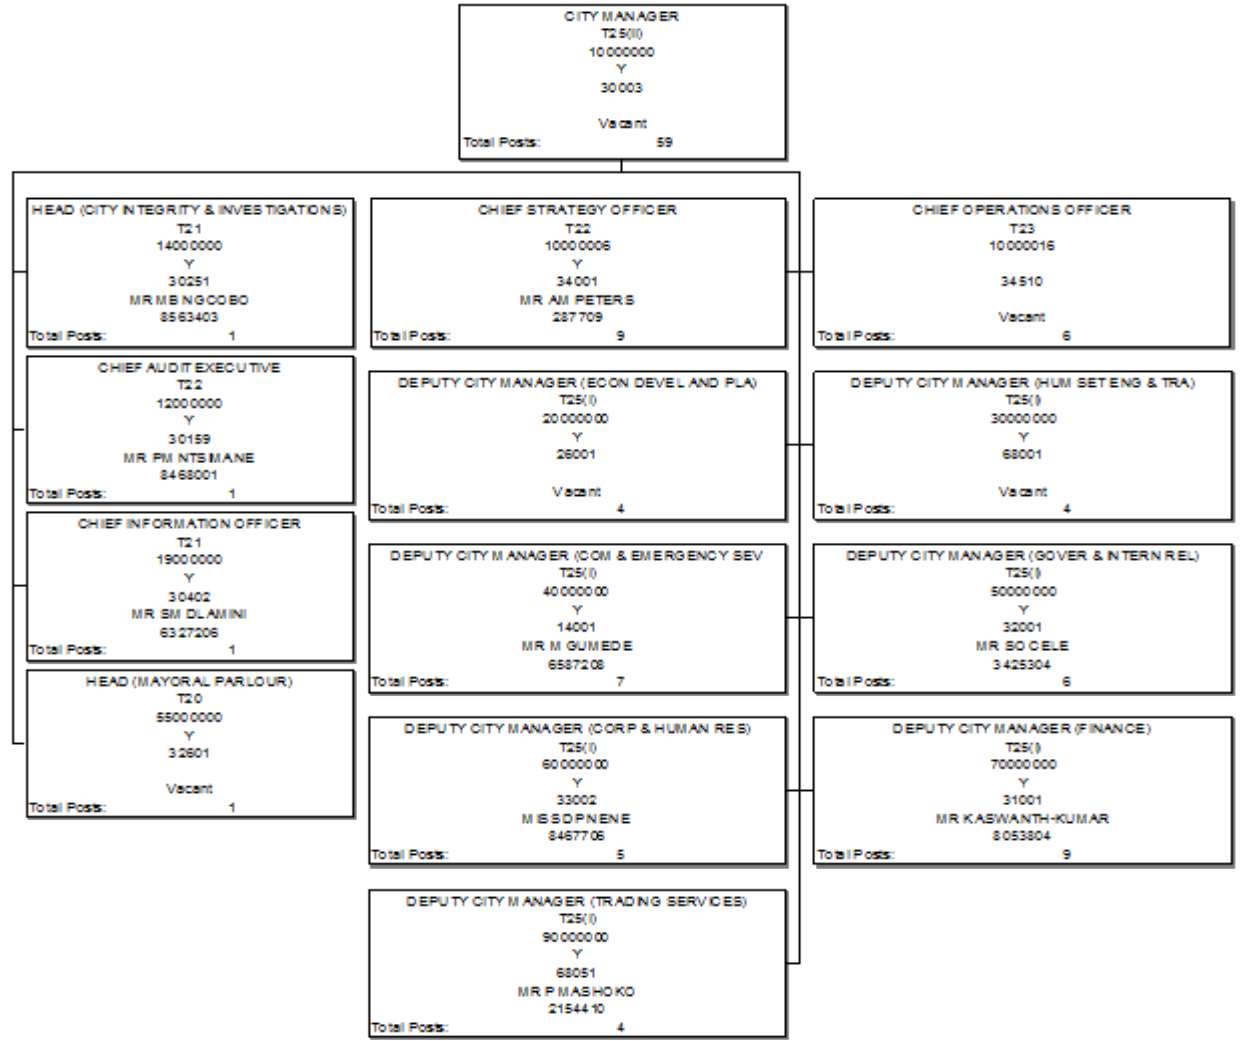 CITY MANAGER
T25(II)
10000000
Y
30003
Vacant
Total Posts: 59
HEAD (CITY INTEGRITY & INVESTIGATIONS)
T21
14000000
Y
30251
MR MB NGCOBO
8563403
Total Posts: 1
CHIEF STRATEGY OFFICER
T22
10000006
Y
34001
MR AM PETERS
287709
Total Posts: 9
CHIEF OPERATIONS OFFICER
T23
10000016
34510
Vacant
Total Posts: 6
CHIEF AUDIT EXECUTIVE
T22
12000000
Y
30159
MR PM NTSIMANE
8468001
Total Posts: 1
DEPUTY CITY MANAGER (ECON DEVEL AND PLA)
T25(I)
20000000
Y
26001
Vacant
Total Posts: 4
DEPUTY CITY MANAGER (HUM SET ENG & TRA)
T25(I)
30000000
Y
68001
Vacant
Total Posts: 4
CHIEF INFORMATION OFFICER
T21
19000000
Y
30402
MR SM DLAMINI
6327206
Total Posts: 1
DEPUTY CITY MANAGER (COM & EMERGENCY SEV
T25(I)
40000000
Y
14001
MR M GUMEDE
6587208
Total Posts: 7
DEPUTY CITY MANAGER (GOVER & INTERN REL)
T25(I)
50000000
Y
32001
MR SO CELE
3425304
Total Posts: 6
HEAD (MAYORAL PARLOUR)
T20
55000000
Y
32601
Vacant
Total Posts: 1
DEPUTY CITY MANAGER (CORP & HUMAN RES)
T25(I)
60000000
Y
33002
MISS DP NENE
8467706
Total Posts: 5
DEPUTY CITY MANAGER (FINANCE)
T25(I)
70000000
Y
31001
MR KASWANTH-KUMAR
8053804
Total Posts: 9
DEPUTY CITY MANAGER (TRADING SERVICES)
T25(I)
90000000
Y
68051
MR P MASHOKO
2154410
Total Posts: 4